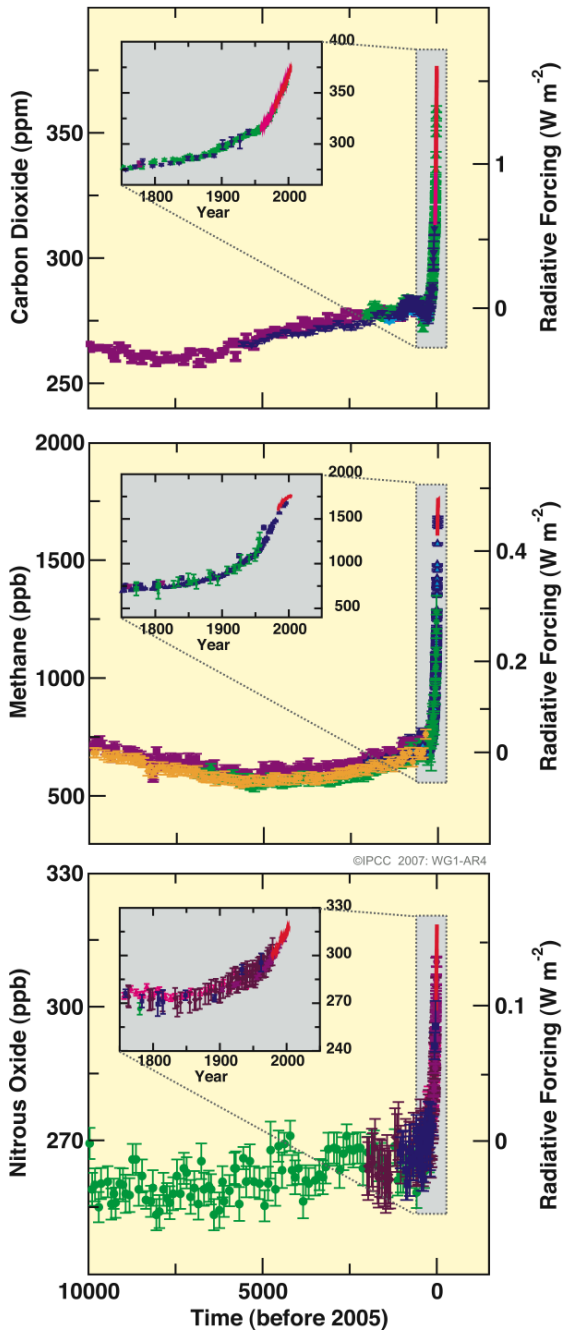 Carbon Dioxide (ppm)
350
300
250
400
300
1800 1900 2000
Year
1
0
Radiative Forcing (W m-2)
Methane (ppb)
2000
1500
1000
500
2000
1500
1000
500
1800 1900 2000
Year
0.4
0.2
0
Radiative Forcing (W m-2)
©IPCC 2007: WG1-AR4
Nitrous Oxide (ppb)
330
300
270
330
300
270
240
1800 1900 2000
Year
0.1
0
Radiative Forcing (W m-2)
10000 5000 0
Time (before 2005)